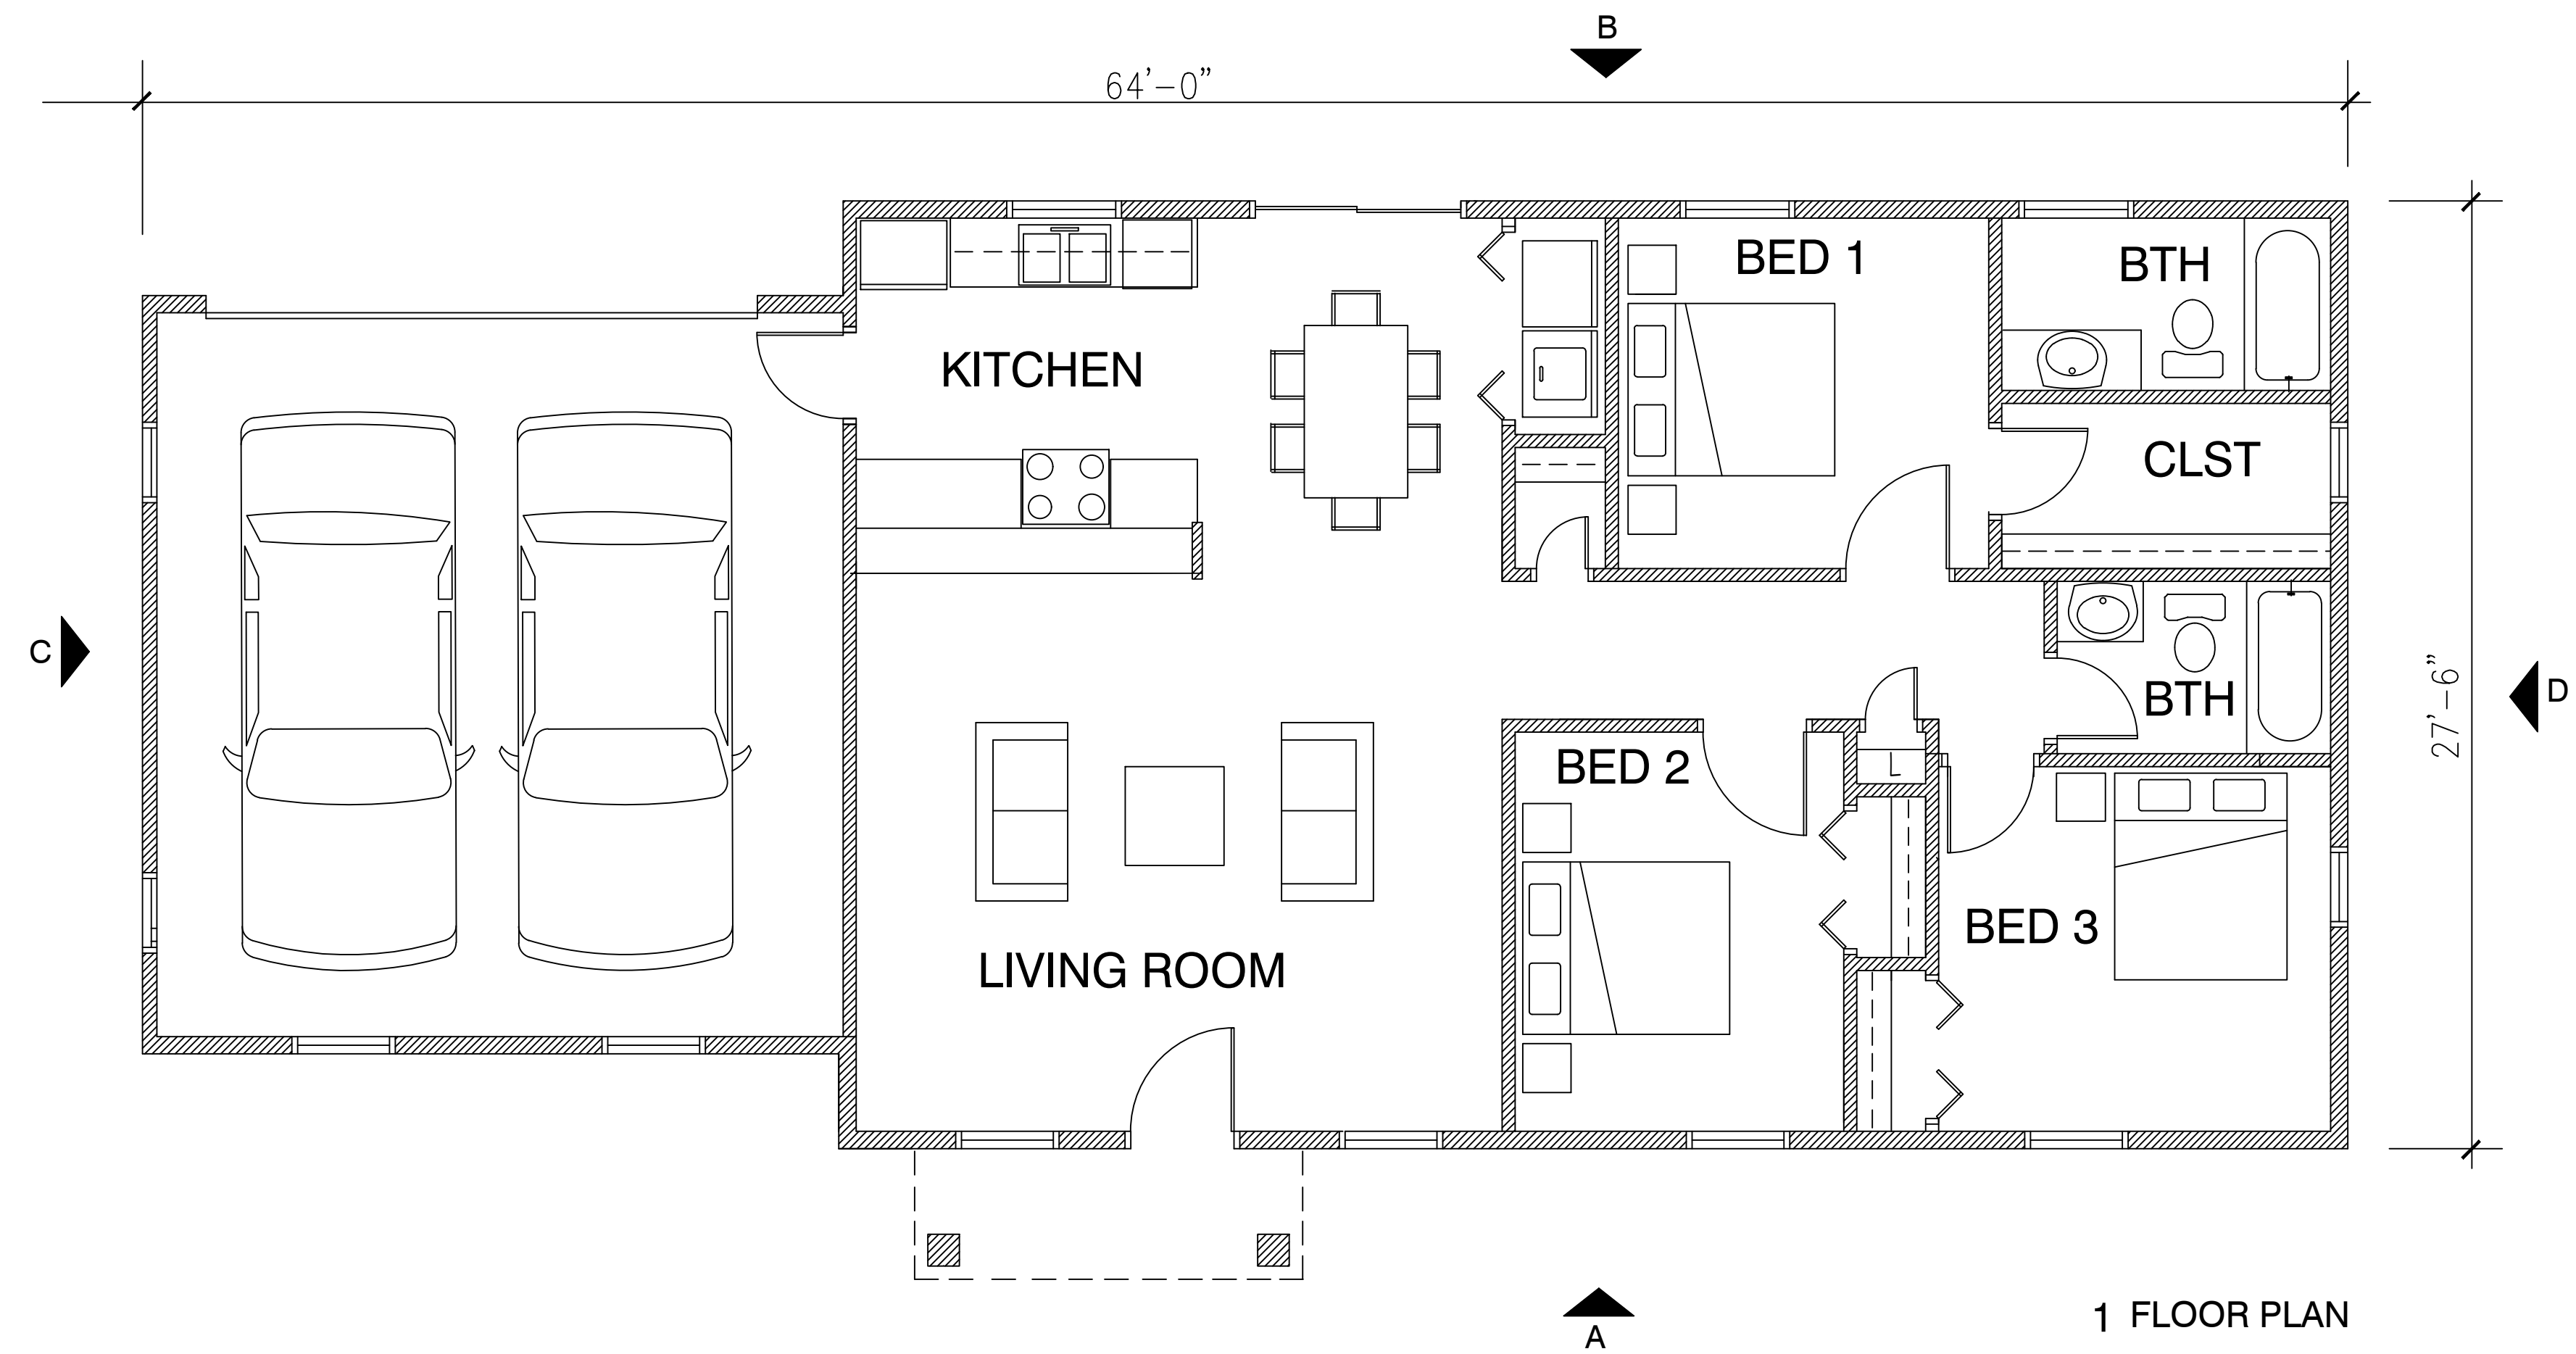 B
64'-0"
BED 1
BTH
KITCHEN
CLST
C
27'-6"
D
BTH
BED 2
L
BED 3
LIVING ROOM
A
1 FLOOR PLAN